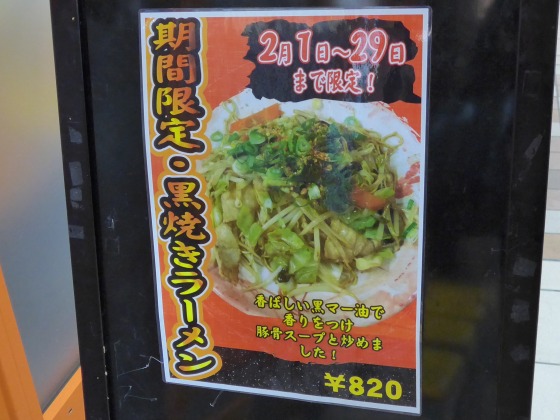 期間限定・黒焼きラーメン
2月1日～29日
まで限定！
香ばしい黒マー油で
香りをつけ
豚骨スープと炒めま
した！
￥820